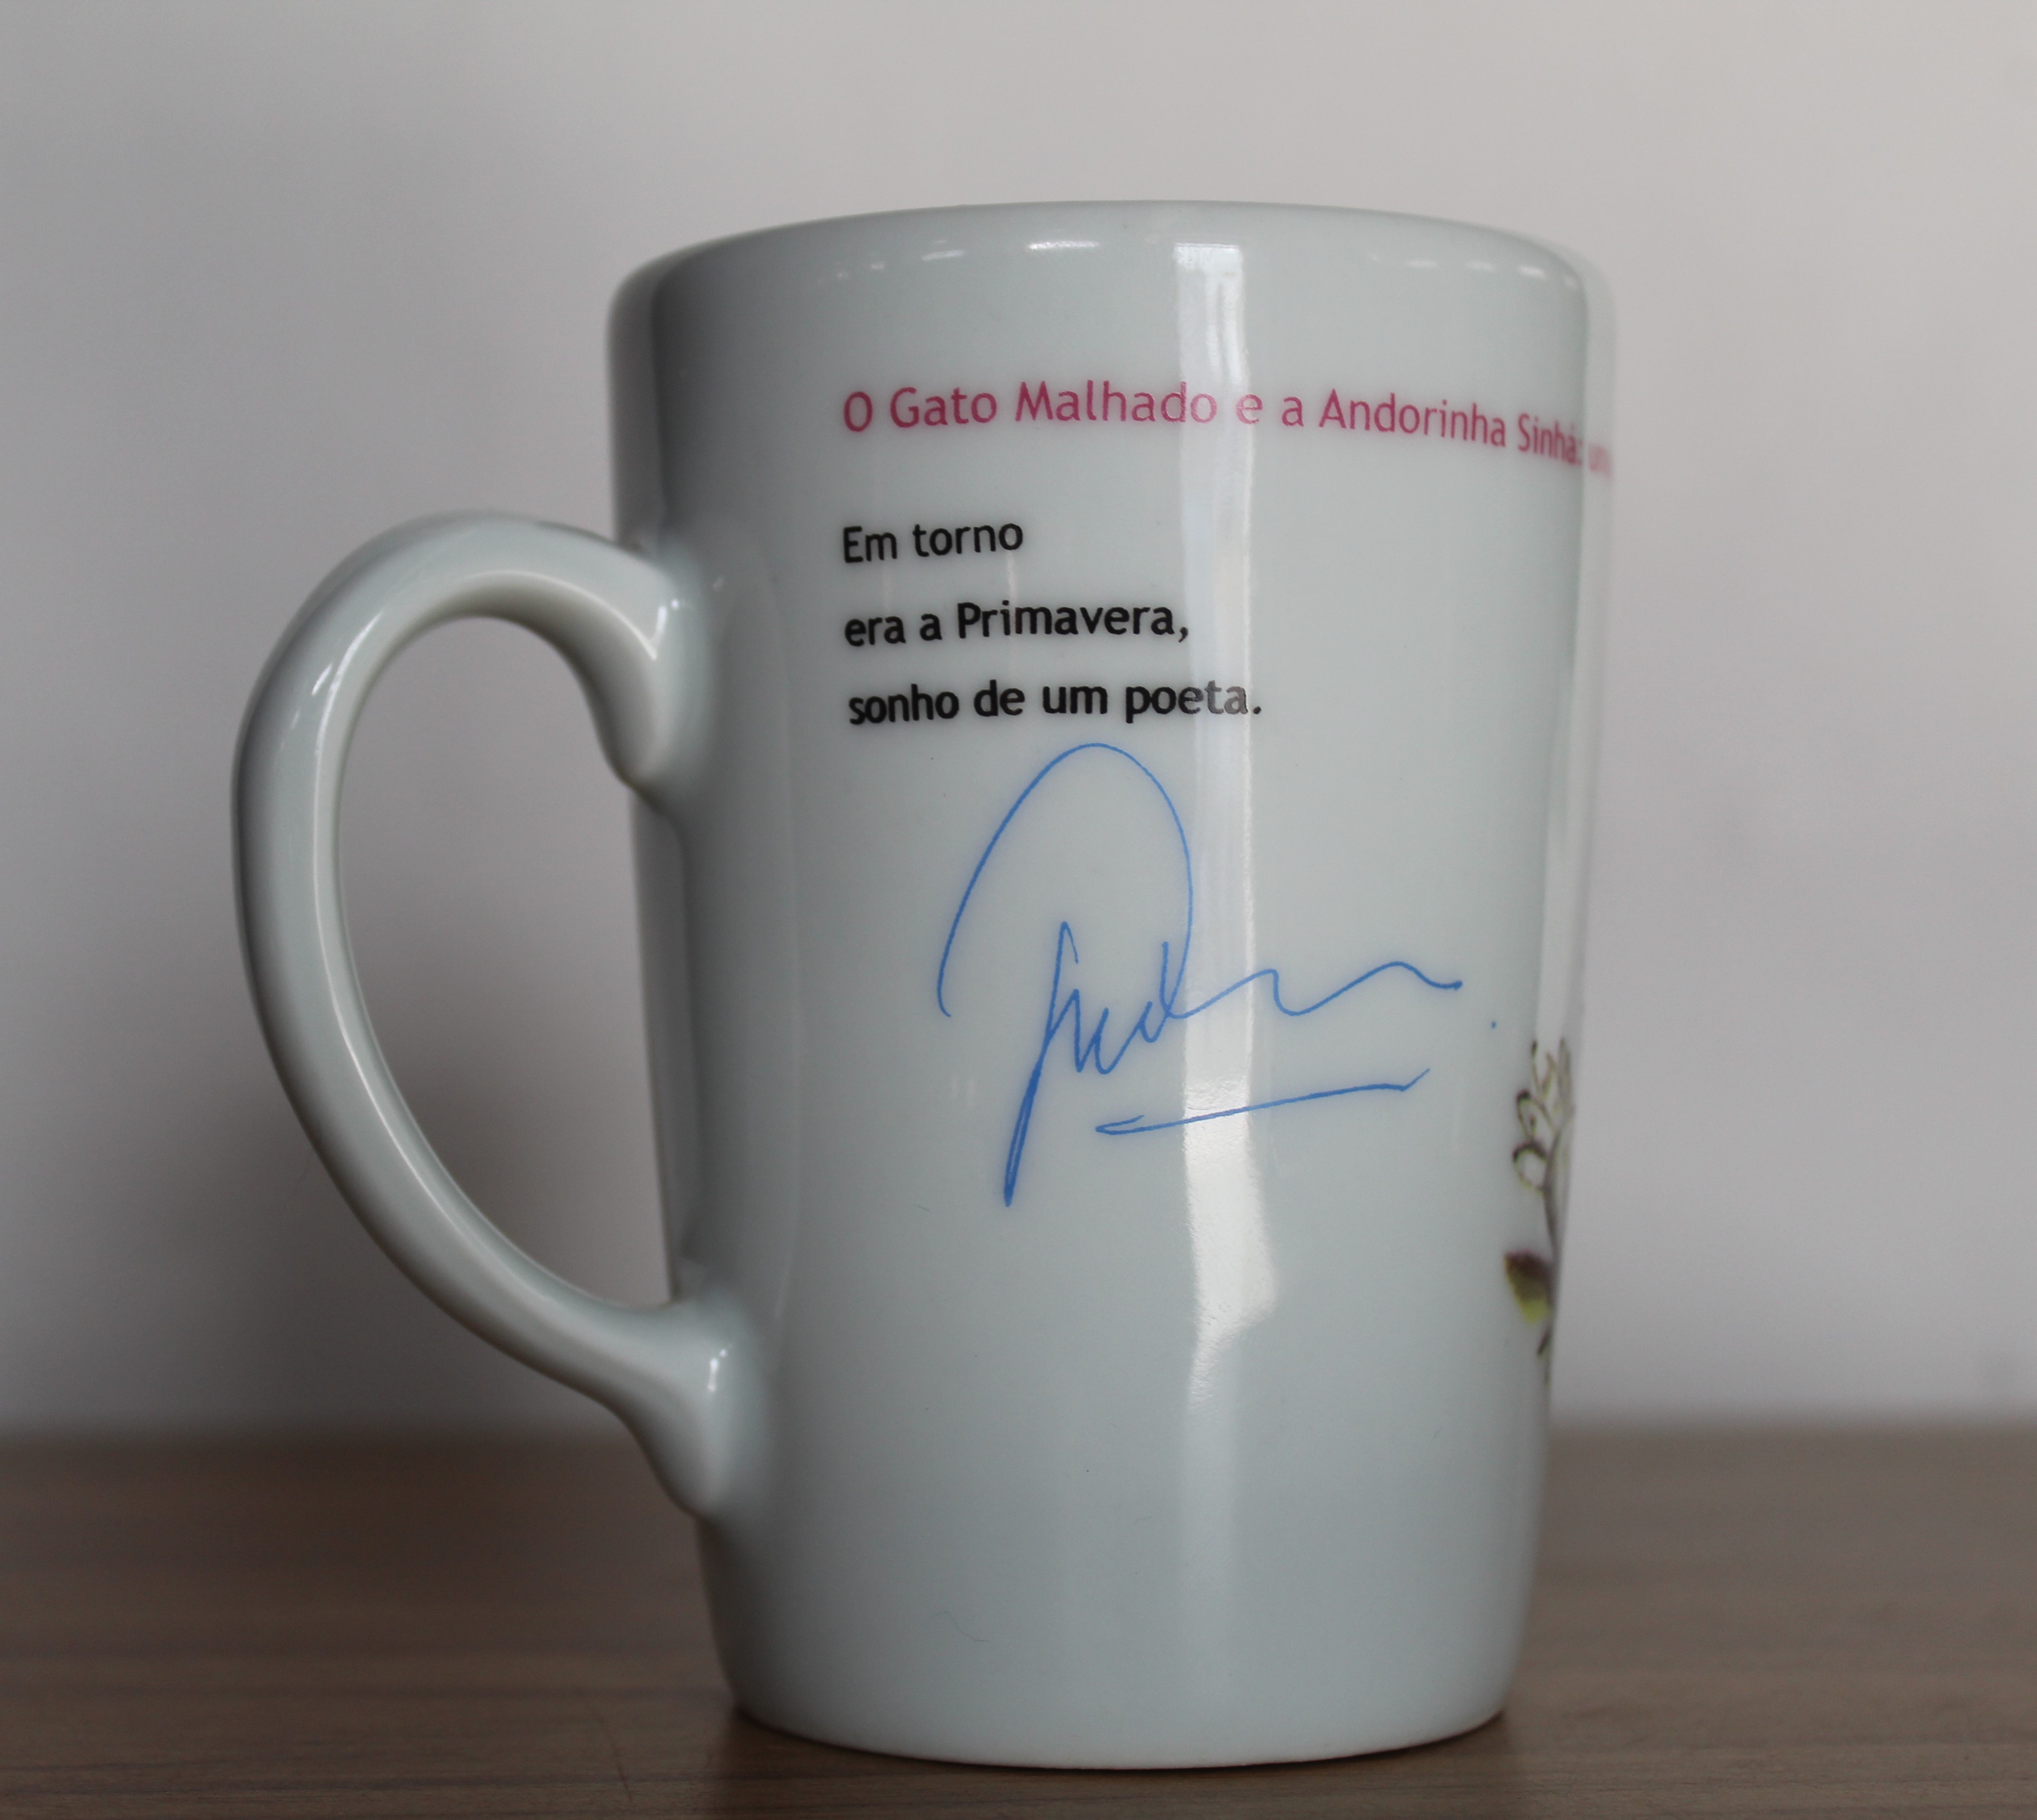 O Gato Malhado e a Andorinha Sinhá:
Em torno
era a Primavera,
sonho de um poeta.